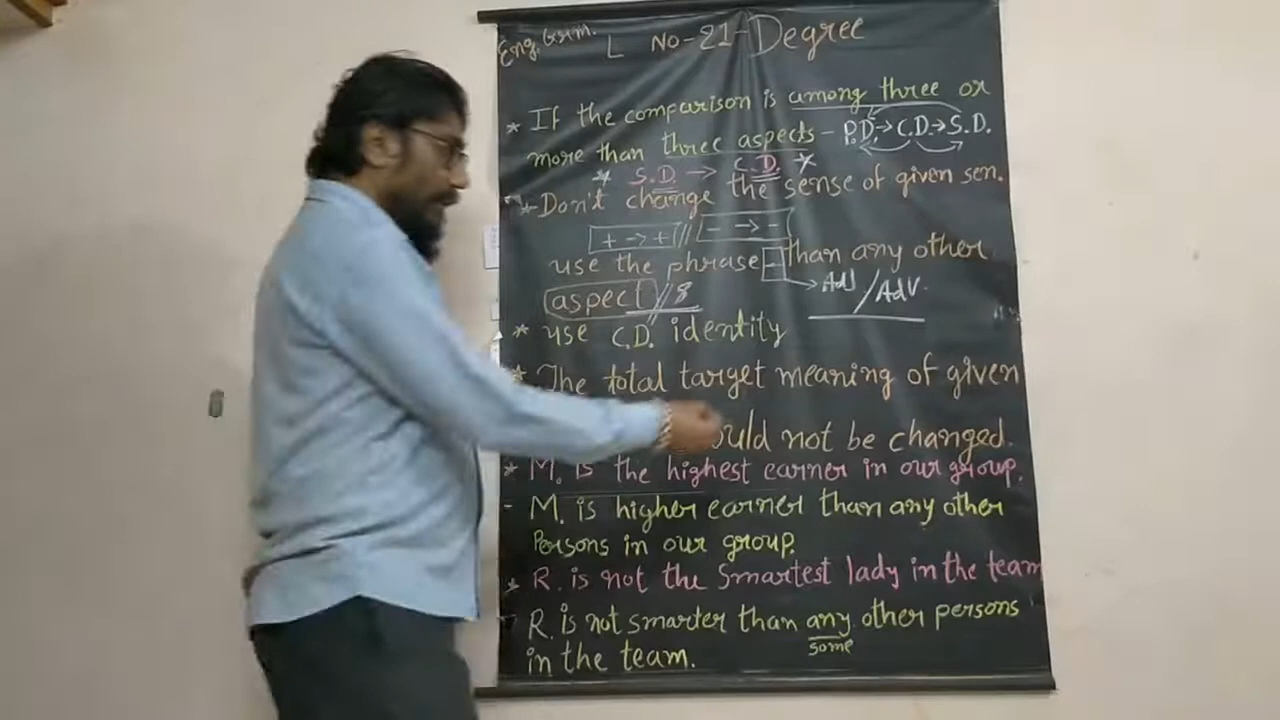 Eng. Gram. L No-21-Degree
* If the comparison is among three or
more than three aspects - P.D.→C.D.→S.D.
* S.D. → C.D. *
* Don't change the sense of given sen.
+ -> + // - -> -
use the phrase - than any other
aspect // s → Adj / Adv.
* use C.D. identity
* The total target meaning of given
ould not be changed.
* M. is the highest earner in our group.
- M. is higher earner than any other
Persons in our group.
* R. is not the Smartest lady in the team
- R. is not smarter than any other persons
some
in the team.